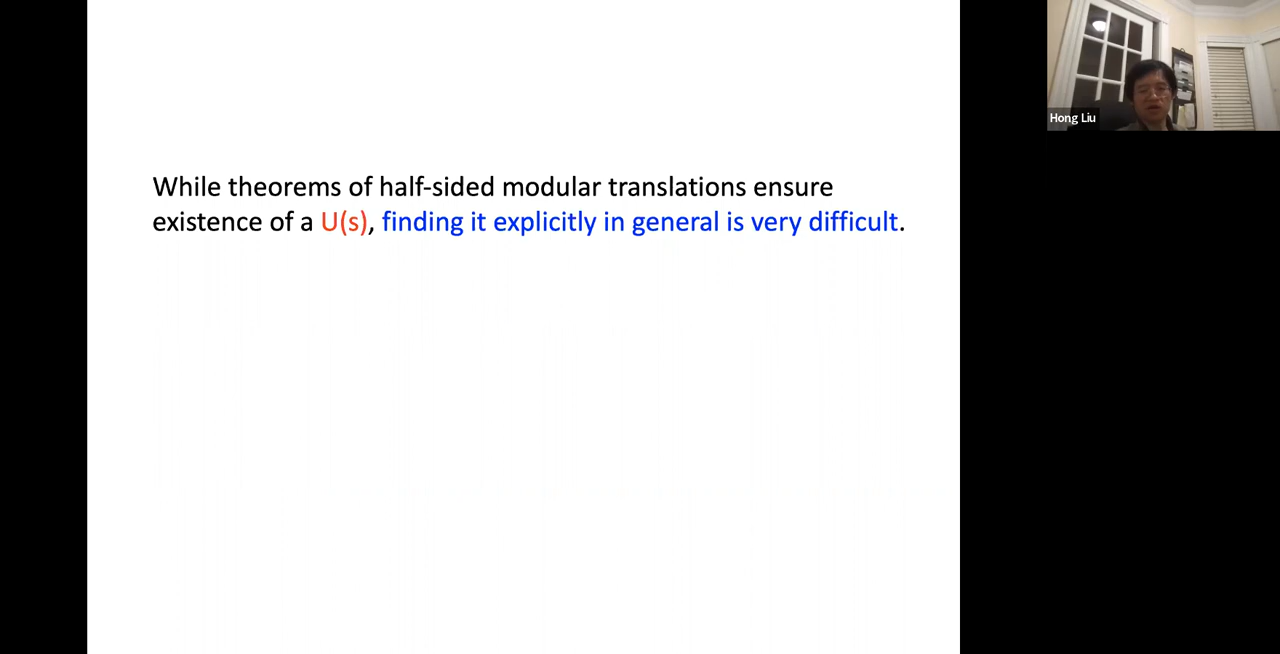 While theorems of half-sided modular translations ensure
existence of a U(s), finding it explicitly in general is very difficult.
Hong Liu